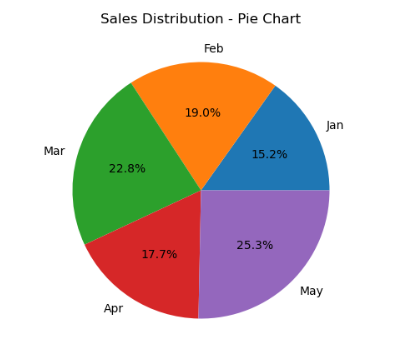 Sales Distribution - Pie Chart
Feb
Jan
19.0%
15.2%
Mar
22.8%
17.7%
25.3%
May
Apr